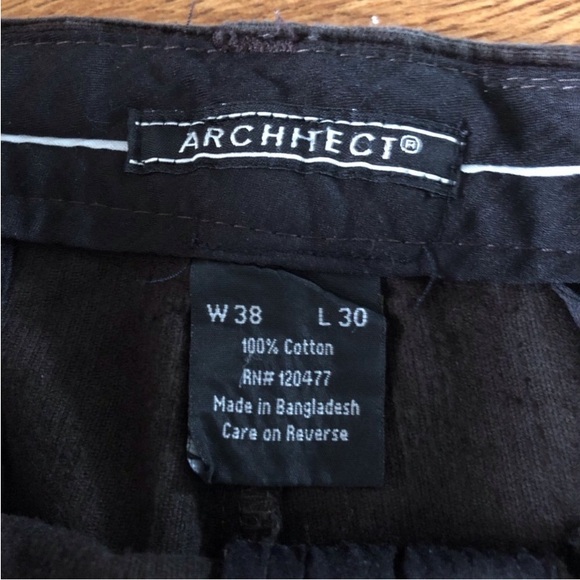 ARCHITECT®
W 38 L 30
100% Cotton
RN# 120477
Made in Bangladesh
Care on Reverse